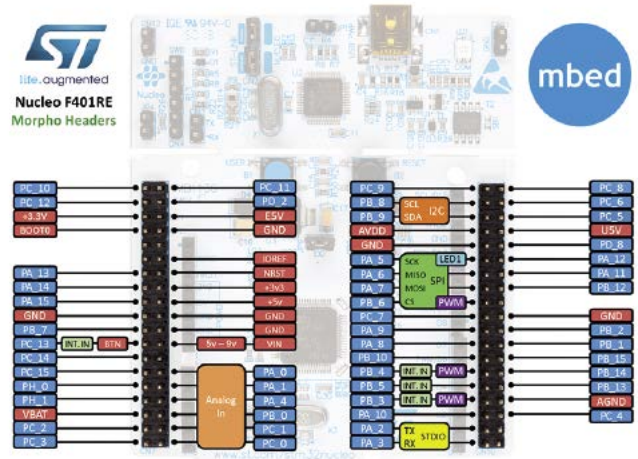 ST
life.augmented
Nucleo F401RE
Morpho Headers
mbed
PC_10
PC_12
+3.3V
BOOT0
PA_13
PA_14
PA_15
GND
PB_7
PC_13 INT. IN BTN
PC_14
PC_15
PH_0
PH_1
VBAT
PC_2
PC_3
PC_11
PD_2
E5V
GND
IOREF
NRST
+3v3
+5v
GND
GND
5v – 9v VIN
Analog
In
PA_0
PA_1
PA_4
PB_0
PC_1
PC_0
PC_9
PB_8 SCL
PB_9 SDA
I2C
AVDD
GND
PA_5 SCK LED1
PA_6 MISO
PA_7 MOSI
SPI
PB_6 CS PWM
PC_7
PA_9
PA_8
PB_10
PB_4 INT. IN PWM
PB_5 INT. IN
PB_3 INT. IN PWM
PA_10
PA_2 TX
PA_3 RX
STDIO
PC_8
PC_6
PC_5
U5V
PD_8
PA_12
PA_11
PB_12
GND
PB_2
PB_1
PB_15
PB_14
PB_13
AGND
PC_4
www.st.com/stm32nucleo